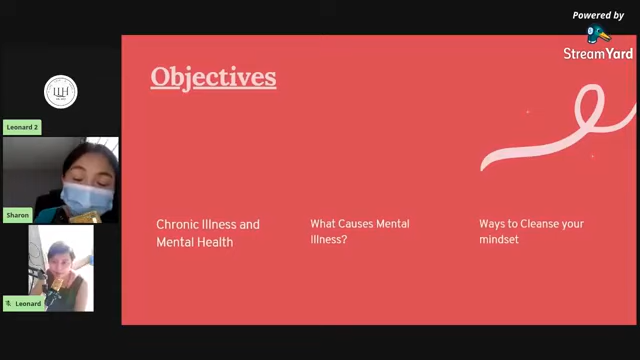 Powered by
StreamYard
Objectives
LLH
Leonard 2
Sharon
Leonard
Chronic Illness and
Mental Health
What Causes Mental
Illness?
Ways to Cleanse your
mindset